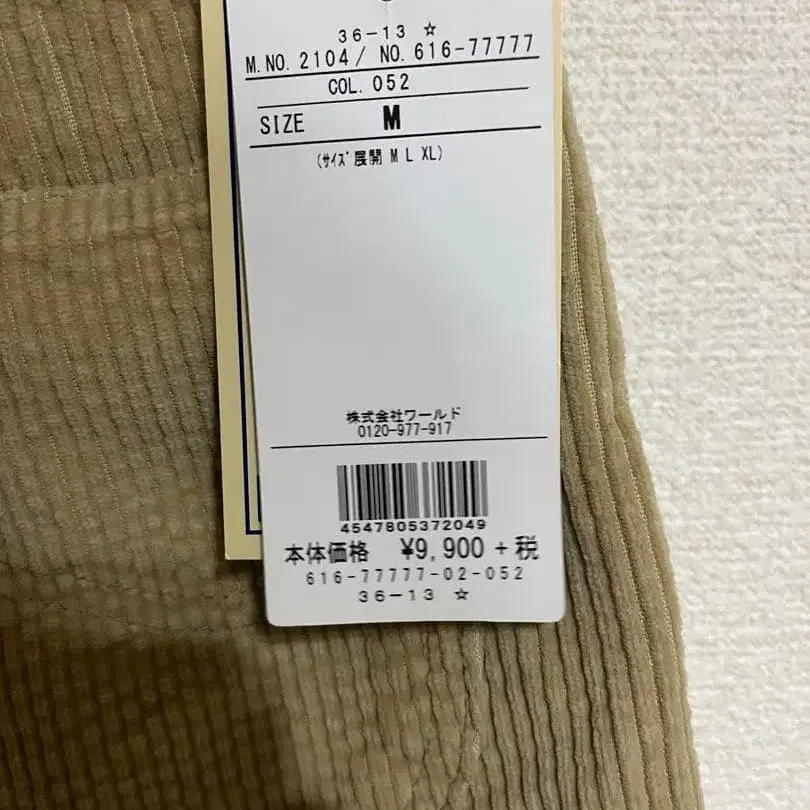 36-13 ☆
M.NO.2104/ NO.616-77777
COL.052
SIZE M
(サイズ展開 M L XL)
株式会社ワールド
0120-977-917
4547805372049
本体価格 ¥9,900 +税
616-77777-02-052
36-13 ☆